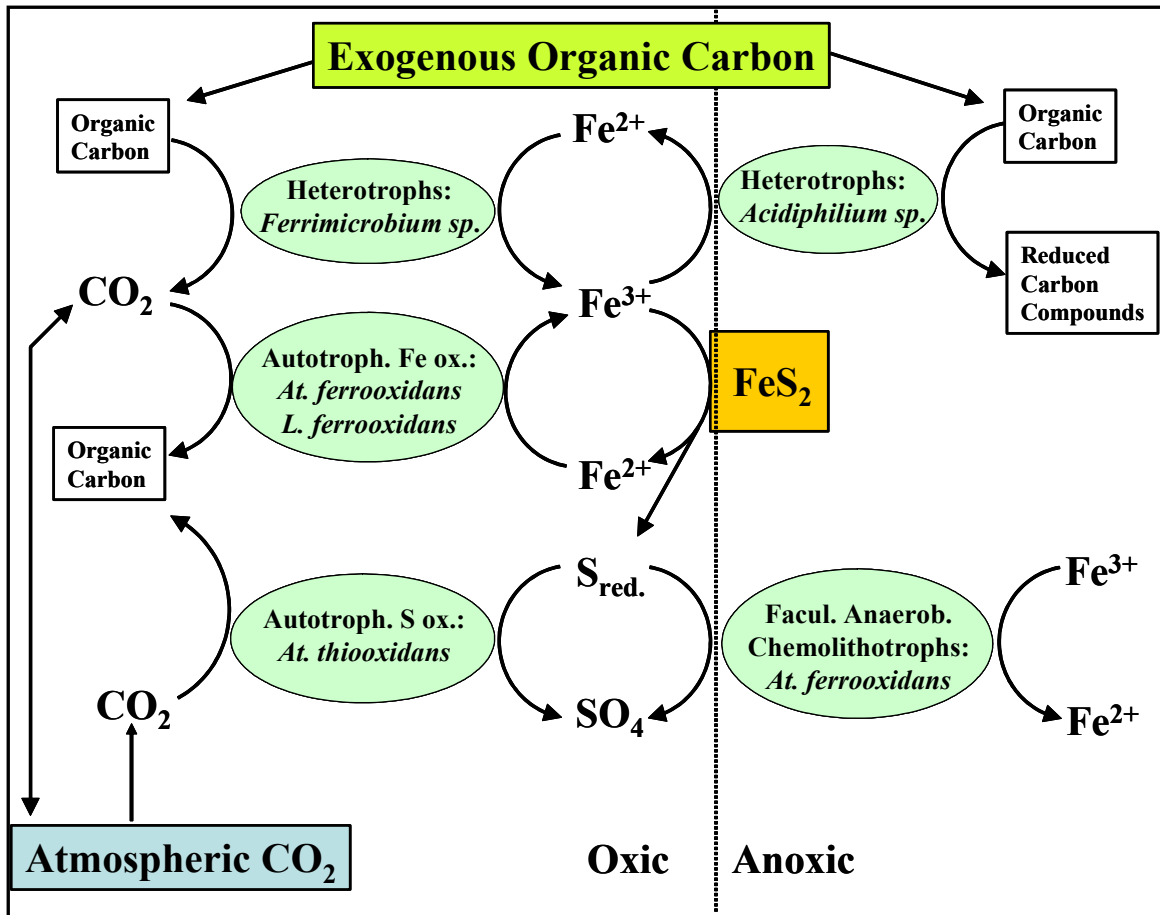 Exogenous Organic Carbon
Organic
Carbon
Fe²⁺
Organic
Carbon
Heterotrophs:
Ferrimicrobium sp.
Heterotrophs:
Acidiphilium sp.
CO₂
Fe³⁺
Reduced
Carbon
Compounds
Autotroph. Fe ox.:
At. ferrooxidans
L. ferrooxidans
FeS₂
Organic
Carbon
Fe²⁺
S_red.
Fe³⁺
Autotroph. S ox.:
At. thiooxidans
Facul. Anaerob.
Chemolithotrophs:
At. ferrooxidans
CO₂
SO₄
Fe²⁺
Atmospheric CO₂
Oxic
Anoxic